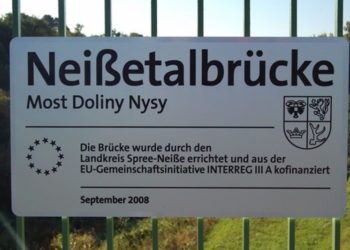 Neißetalbrücke
Most Doliny Nysy
Die Brücke wurde durch den
Landkreis Spree-Neiße errichtet und aus der
EU-Gemeinschaftsinitiative INTERREG III A kofinanziert
September 2008